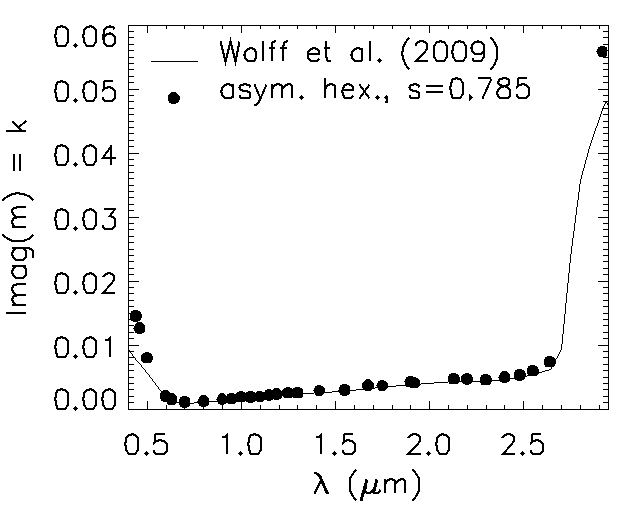 0.06
0.05
0.04
0.03
0.02
0.01
0.00
Imag(m) = k
Wolff et al. (2009)
asym. hex., s=0.785
0.5 1.0 1.5 2.0 2.5
λ (μm)